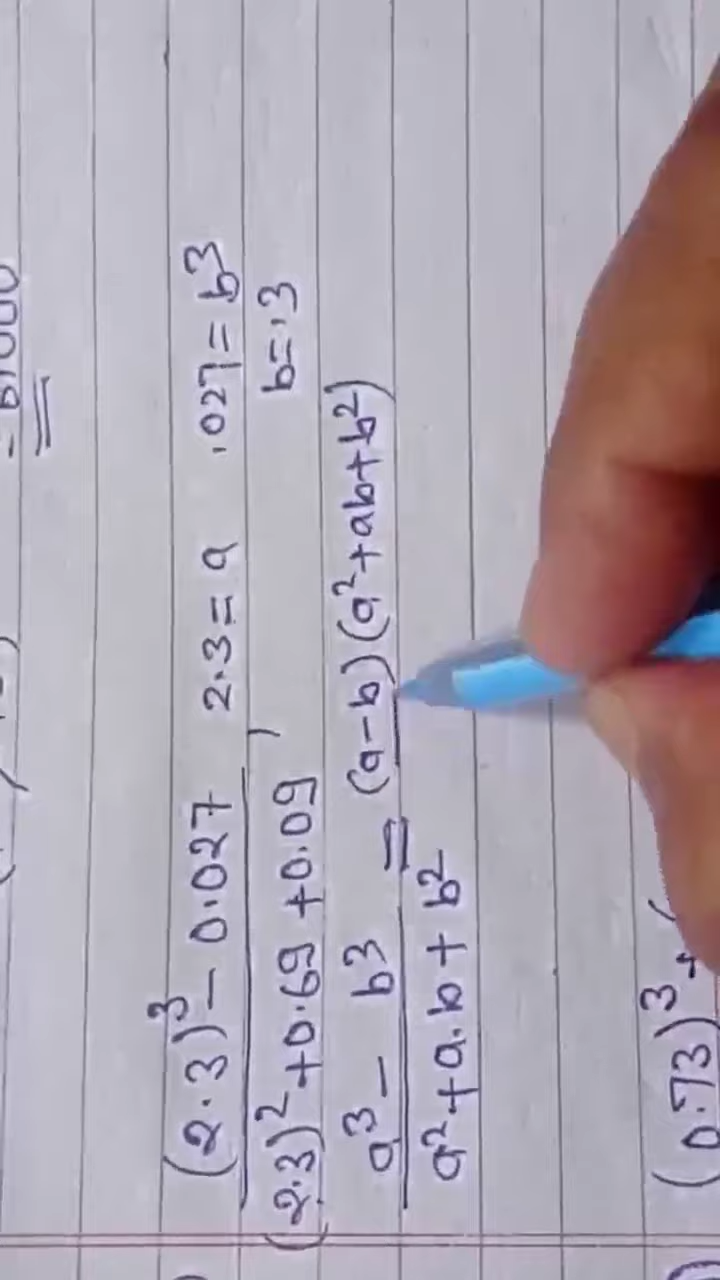 (2.3)³ - 0.027 2.3 = a .027 = b³
(2.3)² + 0.69 + 0.09 , b = .3
a³ - b³ = (a-b)(a²+ab+b²)
a² + a.b + b²
(0.73)³ +